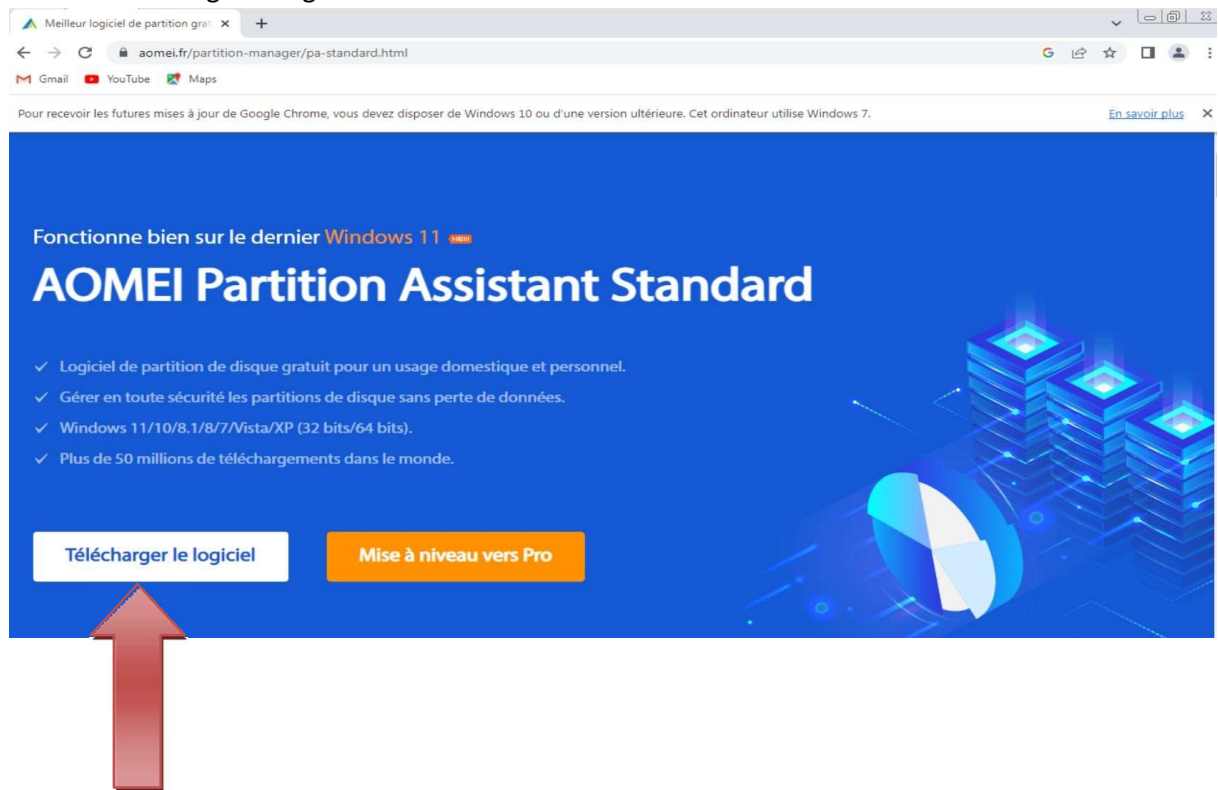 Meilleur logiciel de partition grat
aomei.fr/partition-manager/pa-standard.html
Gmail YouTube Maps
Pour recevoir les futures mises à jour de Google Chrome, vous devez disposer de Windows 10 ou d'une version ultérieure. Cet ordinateur utilise Windows 7. En savoir plus
Fonctionne bien sur le dernier Windows 11 NEW
AOMEI Partition Assistant Standard
Logiciel de partition de disque gratuit pour un usage domestique et personnel.
Gérer en toute sécurité les partitions de disque sans perte de données.
Windows 11/10/8.1/8/7/Vista/XP (32 bits/64 bits).
Plus de 50 millions de téléchargements dans le monde.
Télécharger le logiciel Mise à niveau vers Pro